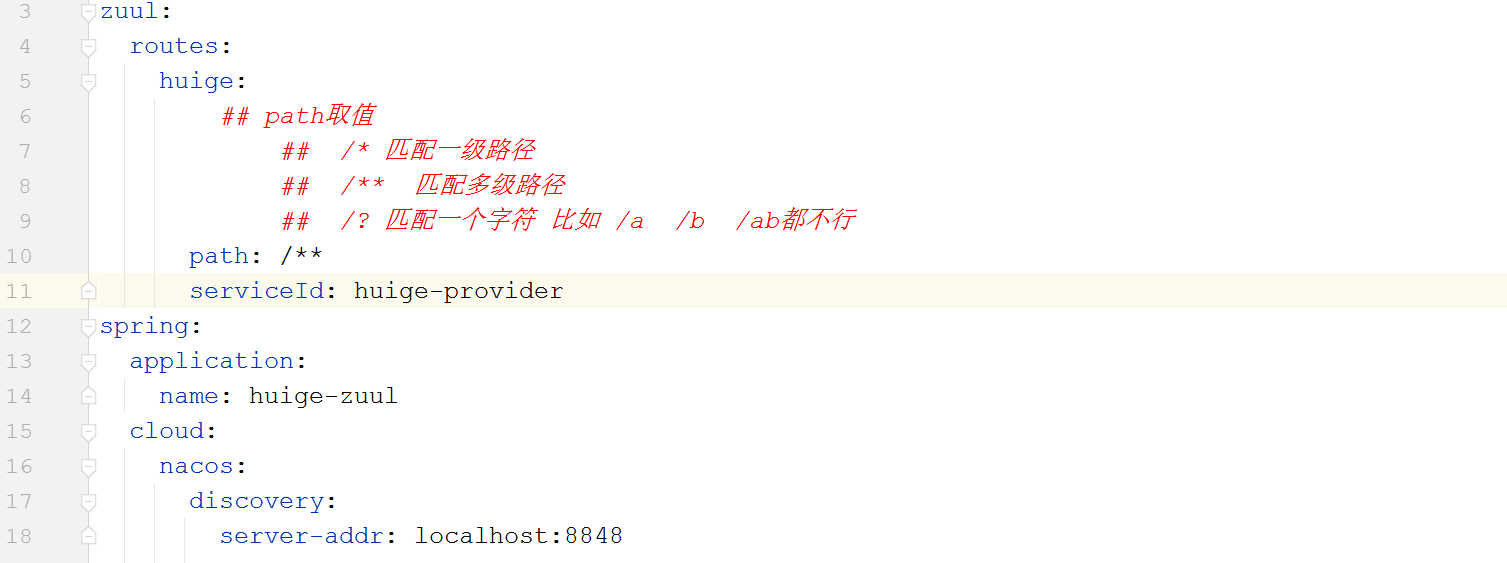 3 zuul:
4 routes:
5 huige:
6 ## path取值
7 ## /* 匹配一级路径
8 ## /** 匹配多级路径
9 ## /? 匹配一个字符 比如 /a /b /ab都不行
10 path: /**
11 serviceId: huige-provider
12 spring:
13 application:
14 name: huige-zuul
15 cloud:
16 nacos:
17 discovery:
18 server-addr: localhost:8848